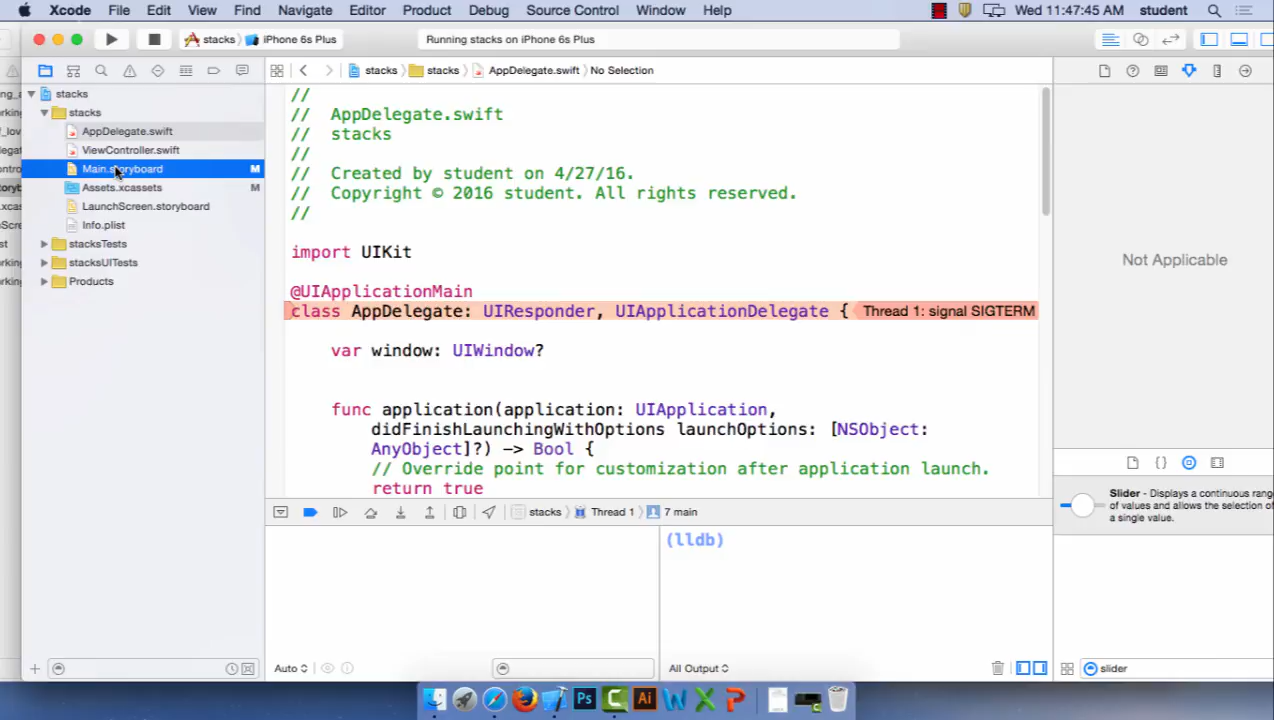 Xcode File Edit View Find Navigate Editor Product Debug Source Control Window Help Wed 11:47:45 AM student
stacks iPhone 6s Plus Running stacks on iPhone 6s Plus
stacks stacks AppDelegate.swift No Selection
stacks
stacks
AppDelegate.swift
ViewController.swift
Main.storyboard M
Assets.xcassets M
LaunchScreen.storyboard
Info.plist
stacksTests
stacksUITests
Products
//
// AppDelegate.swift
// stacks
//
// Created by student on 4/27/16.
// Copyright © 2016 student. All rights reserved.
//
import UIKit
@UIApplicationMain
class AppDelegate: UIResponder, UIApplicationDelegate { Thread 1: signal SIGTERM
var window: UIWindow?
func application(application: UIApplication,
didFinishLaunchingWithOptions launchOptions: [NSObject:
AnyObject]?) -> Bool {
// Override point for customization after application launch.
return true
Not Applicable
Slider - Displays a continuous rang
of values and allows the selection of
a single value.
stacks Thread 1 7 main
(lldb)
Auto All Output slider
Ps Ai